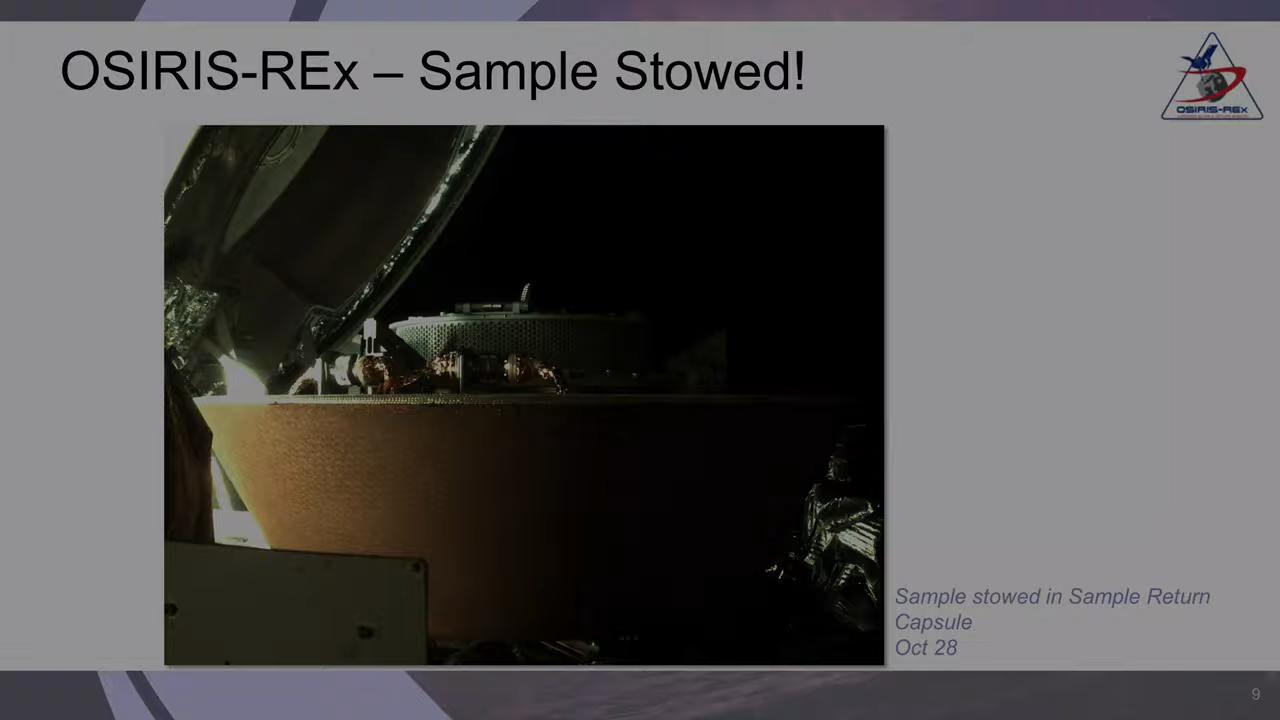 OSIRIS-REx – Sample Stowed!
OSIRIS-REx
Sample stowed in Sample Return
Capsule
Oct 28
9